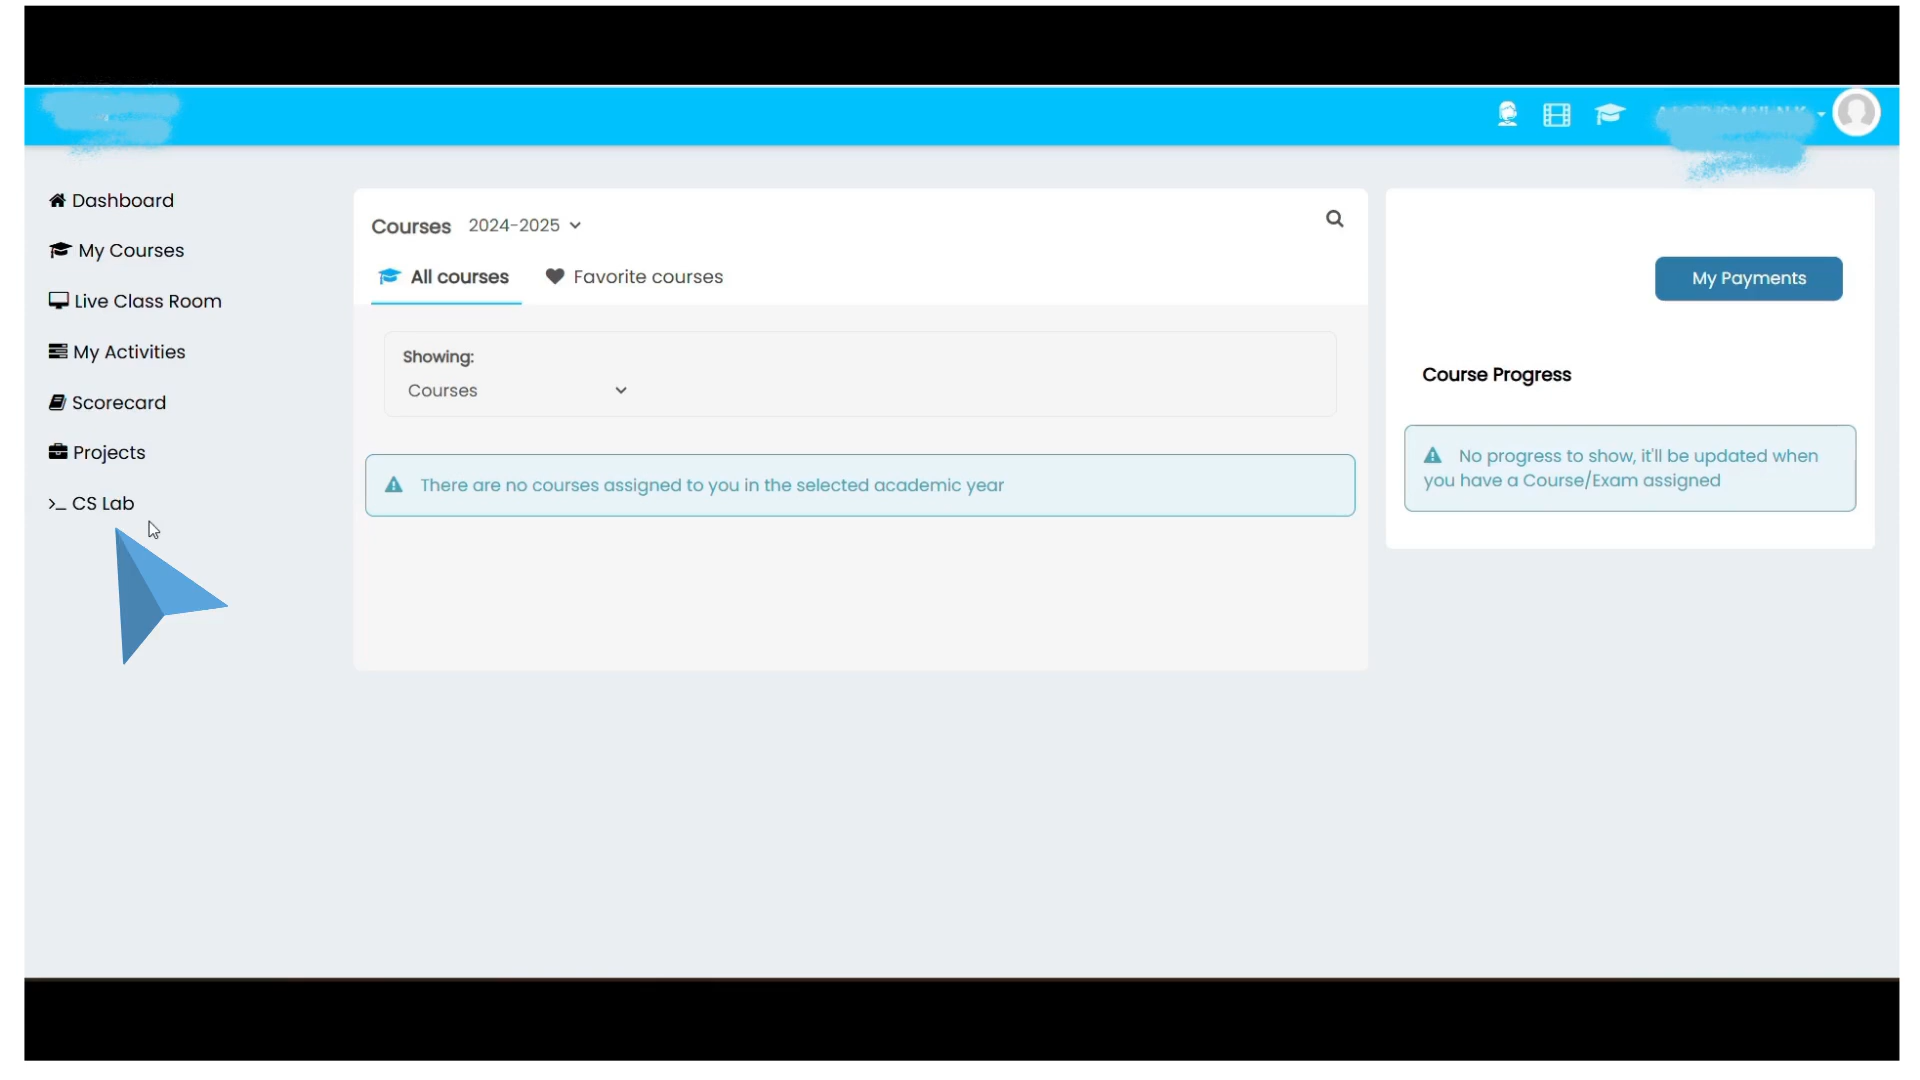 Dashboard
My Courses
Live Class Room
My Activities
Scorecard
Projects
>_ CS Lab
Courses 2024-2025
All courses Favorite courses
Showing:
Courses
There are no courses assigned to you in the selected academic year
My Payments
Course Progress
No progress to show, it'll be updated when
you have a Course/Exam assigned